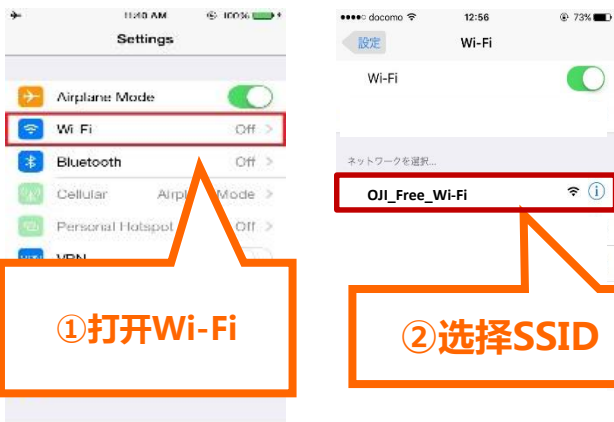 11:40 AM
100%
Settings
Airplane Mode
Wi-Fi
Off
Bluetooth
Off
Cellular
Airpl Mode
Personal Hotspot
Off
VPN
①打开Wi-Fi
docomo
12:56
73%
设定
Wi-Fi
Wi-Fi
ネットワークを選択...
OJI_Free_Wi-Fi
②选择SSID